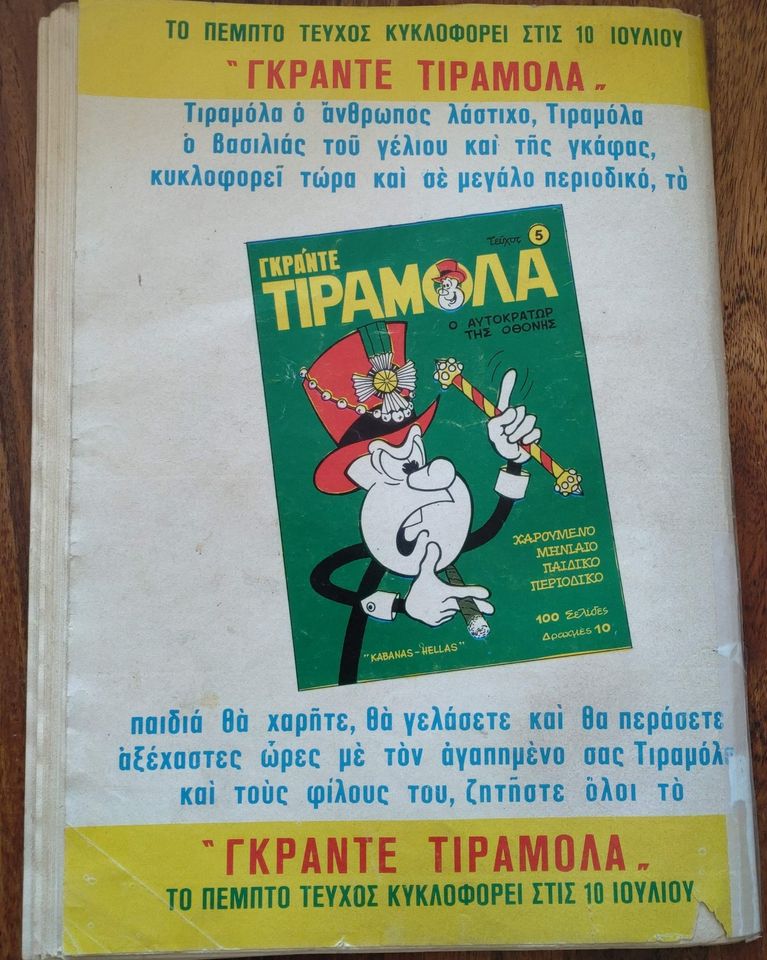 ΤΟ ΠΕΜΠΤΟ ΤΕΥΧΟΣ ΚΥΚΛΟΦΟΡΕΙ ΣΤΙΣ 10 ΙΟΥΛΙΟΥ
‟ ΓΚΡΑΝΤΕ ΤΙΡΑΜΟΛΑ „
Τιραμόλα ὁ ἄνθρωπος λάστιχο, Τιραμόλα
ὁ βασιλιάς τοῦ γέλιου καὶ τῆς γκάφας,
κυκλοφορεῖ τώρα καὶ σὲ μεγάλο περιοδικό, τὸ
τεῦχος 5
ΓΚΡΑΝΤΕ
ΤΙΡΑΜΟΛΑ
Ο ΑΥΤΟΚΡΑΤΩΡ
ΤΗΣ ΟΘΟΝΗΣ
ΧΑΡΟΥΜΕΝΟ
ΜΗΝΙΑΙΟ
ΠΑΙΔΙΚΟ
ΠΕΡΙΟΔΙΚΟ
100 Σελίδες
Δραχμές 10
"KABANAS-HELLAS"
παιδιά θὰ χαρῆτε, θὰ γελάσετε καὶ θα περάσετε
ἀξέχαστες ὧρες μὲ τὸν ἀγαπημένο σας Τιραμόλα
καὶ τοὺς φίλους του, ζητῆστε ὅλοι τὸ
‟ ΓΚΡΑΝΤΕ ΤΙΡΑΜΟΛΑ „
ΤΟ ΠΕΜΠΤΟ ΤΕΥΧΟΣ ΚΥΚΛΟΦΟΡΕΙ ΣΤΙΣ 10 ΙΟΥΛΙΟΥ